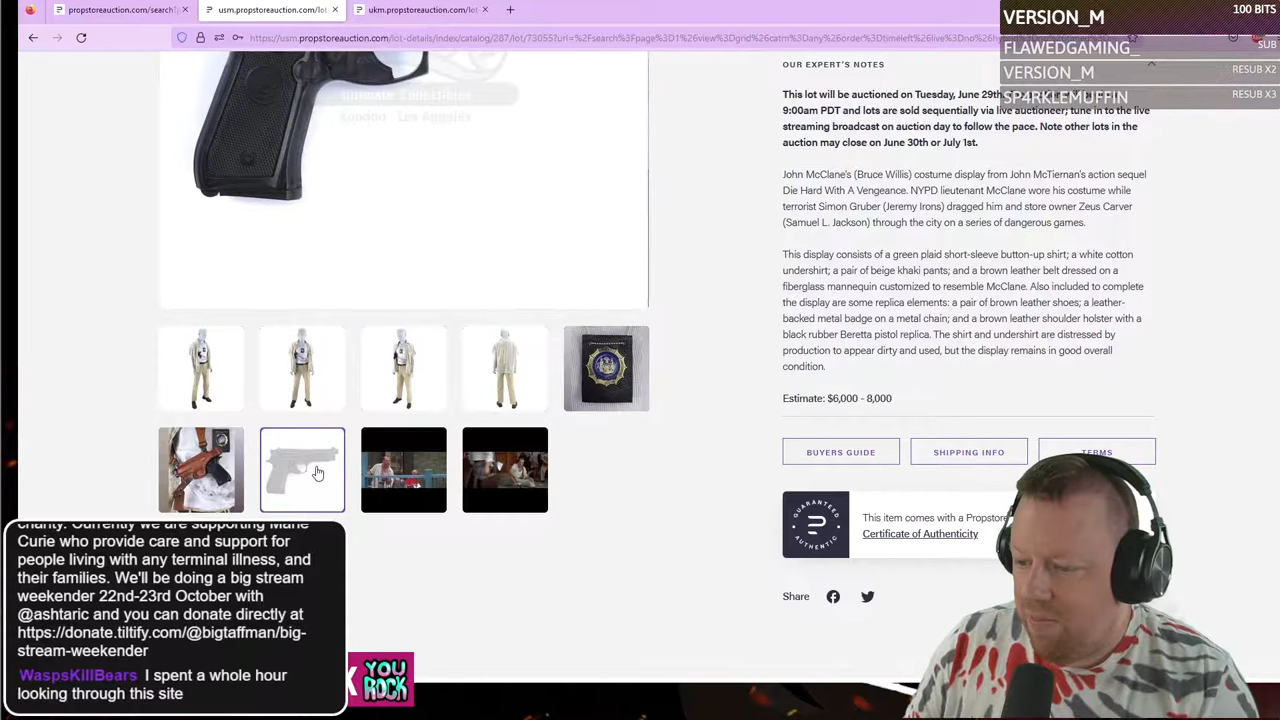 propstoreauction.com/search?
usm.propstoreauction.com/lot-
ukm.propstoreauction.com/lot-
https://usm.propstoreauction.com/lot-details/index/catalog/287/lot/73055?url=%2Fsearch%3Fpage%3D1%26view%3Dgrid%26catm%3Dany%26order%3Dtimeleft%26live%3Dno%26
VERSION_M 100 BITS
FLAWEDGAMING_ SUB
VERSION_M RESUB X2
SP4RKLEMUFFIN RESUB X3
London · Los Angeles
OUR EXPERT'S NOTES
This lot will be auctioned on Tuesday, June 29th,
9:00am PDT and lots are sold sequentially via live auctioneer; tune in to the live
streaming broadcast on auction day to follow the pace. Note other lots in the
auction may close on June 30th or July 1st.
John McClane's (Bruce Willis) costume display from John McTiernan's action sequel
Die Hard With A Vengeance. NYPD lieutenant McClane wore his costume while
terrorist Simon Gruber (Jeremy Irons) dragged him and store owner Zeus Carver
(Samuel L. Jackson) through the city on a series of dangerous games.
This display consists of a green plaid short-sleeve button-up shirt; a white cotton
undershirt; a pair of beige khaki pants; and a brown leather belt dressed on a
fiberglass mannequin customized to resemble McClane. Also included to complete
the display are some replica elements: a pair of brown leather shoes; a leather-
backed metal badge on a metal chain; and a brown leather shoulder holster with a
black rubber Beretta pistol replica. The shirt and undershirt are distressed by
production to appear dirty and used, but the display remains in good overall
condition.
Estimate: $6,000 - 8,000
BUYERS GUIDE
SHIPPING INFO
TERMS
GUARANTEED
AUTHENTIC
This item comes with a Propstore
Certificate of Authenticity
Share
charity. Currently we are supporting Marie
Curie who provide care and support for
people living with any terminal illness, and
their families. We'll be doing a big stream
weekender 22nd-23rd October with
@ashtaric and you can donate directly at
https://donate.tiltify.com/@bigtaffman/big-
stream-weekender
WaspsKillBears I spent a whole hour
looking through this site
YOU
ROCK